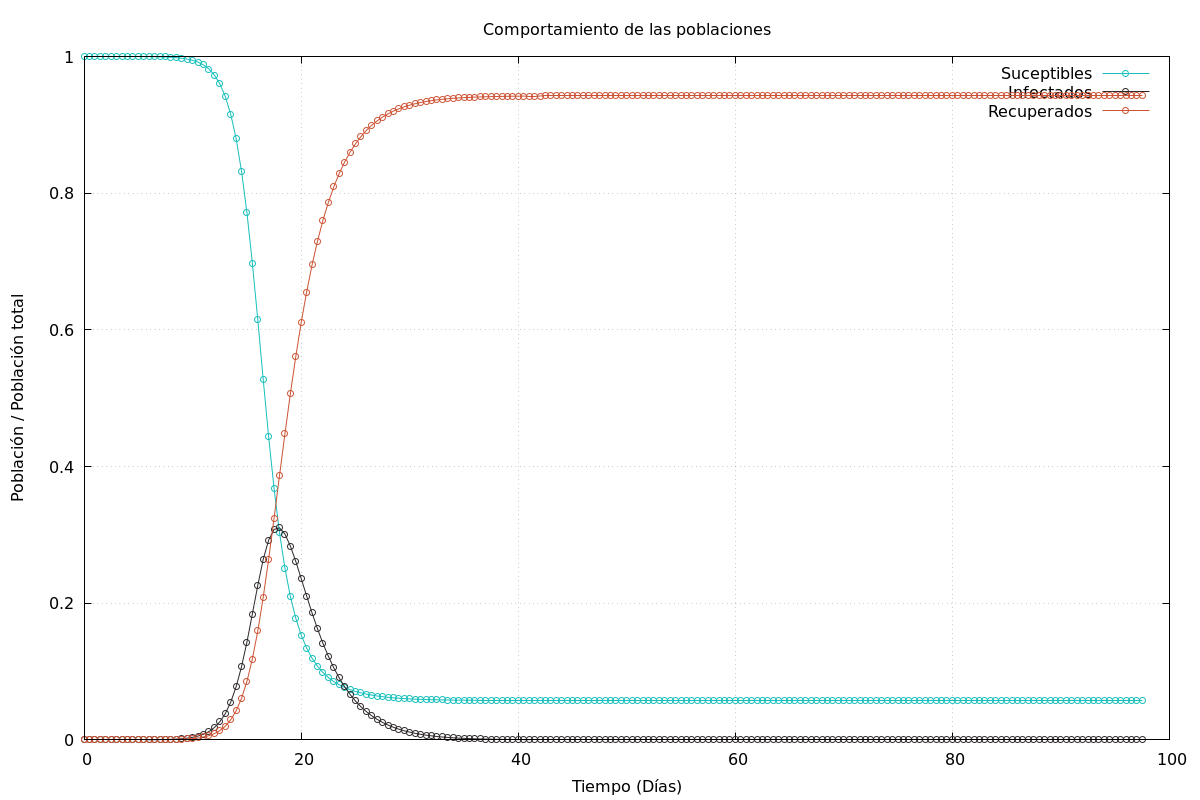 Comportamiento de las poblaciones
1
0.8
0.6
0.4
0.2
0
0 20 40 60 80 100
Población / Población total
Tiempo (Días)
Suceptibles
Infectados
Recuperados